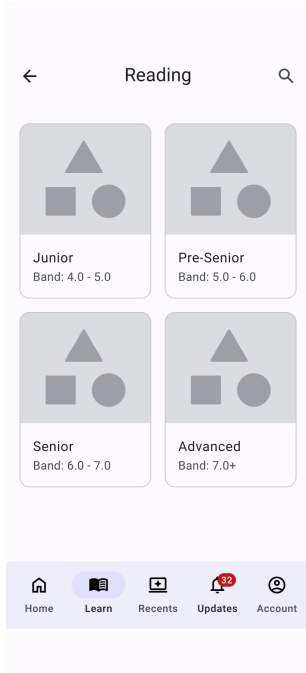 Reading
Junior
Band: 4.0 - 5.0
Pre-Senior
Band: 5.0 - 6.0
Senior
Band: 6.0 - 7.0
Advanced
Band: 7.0+
32
Home Learn Recents Updates Account